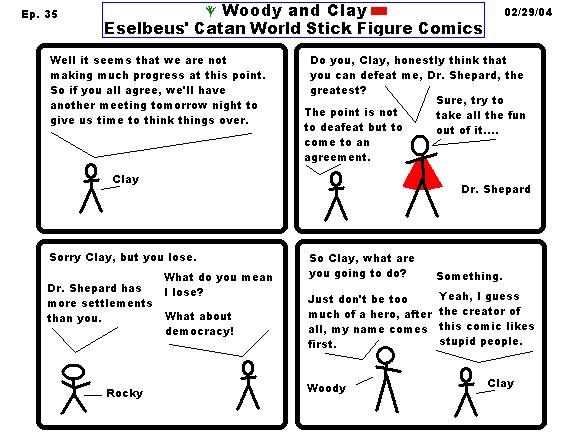 Ep. 35
Woody and Clay
02/29/04
Eselbeus' Catan World Stick Figure Comics
Well it seems that we are not
making much progress at this point.
So if you all agree, we'll have
another meeting tomorrow night to
give us time to think things over.
Clay
Do you, Clay, honestly think that
you can defeat me, Dr. Shepard, the
greatest?
The point is not
to deafeat but to
come to an
agreement.
Sure, try to
take all the fun
out of it....
Dr. Shepard
Sorry Clay, but you lose.
Dr. Shepard has
more settlements
than you.
What do you mean
I lose?
What about
democracy!
Rocky
So Clay, what are
you going to do?
Something.
Just don't be too
much of a hero, after
all, my name comes
first.
Yeah, I guess
the creator of
this comic likes
stupid people.
Woody
Clay